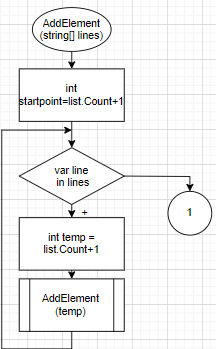 AddElement
(string[] lines)
int
startpoint=list.Count+1
var line
in lines
1
+
int temp =
list.Count+1
AddElement
(temp)